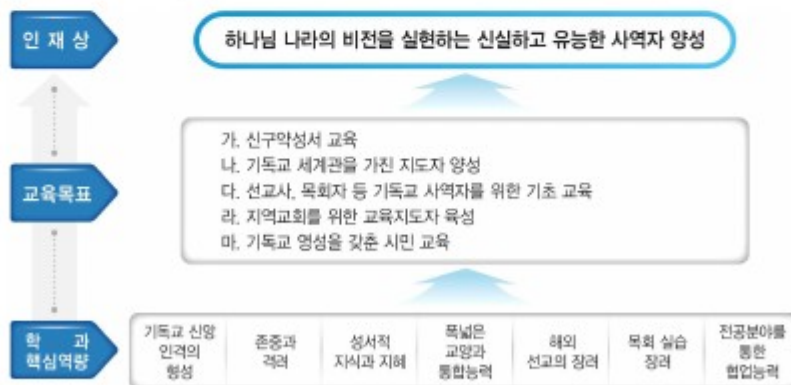 인 재 상
하나님 나라의 비전을 실현하는 신실하고 유능한 사역자 양성
교육목표
가. 신구약성서 교육
나. 기독교 세계관을 가진 지도자 양성
다. 선교사, 목회자 등 기독교 사역자를 위한 기초 교육
라. 지역교회를 위한 교육지도자 육성
마. 기독교 영성을 갖춘 시민 교육
학 과
핵심역량
기독교 신앙
인격의
형성
존중과
격려
성서적
지식과 지혜
폭넓은
교양과
통합능력
해외
선교의 장려
목회 실습
장려
전공분야를
통한
협업능력